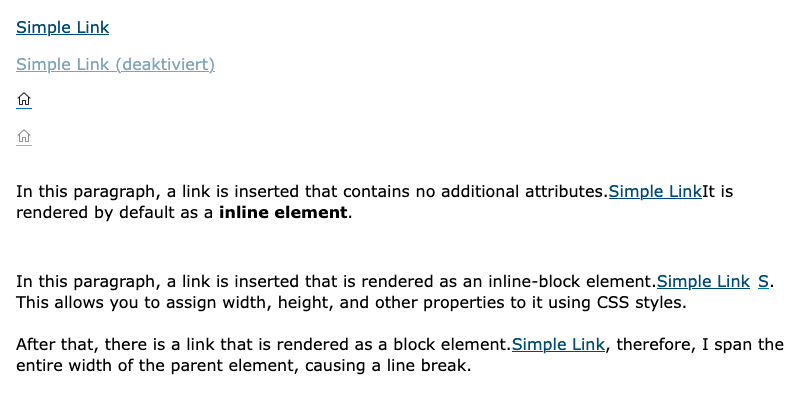 Simple Link
Simple Link (deaktiviert)
In this paragraph, a link is inserted that contains no additional attributes.Simple LinkIt is
rendered by default as a inline element.
In this paragraph, a link is inserted that is rendered as an inline-block element.Simple Link S.
This allows you to assign width, height, and other properties to it using CSS styles.
After that, there is a link that is rendered as a block element.Simple Link, therefore, I span the
entire width of the parent element, causing a line break.